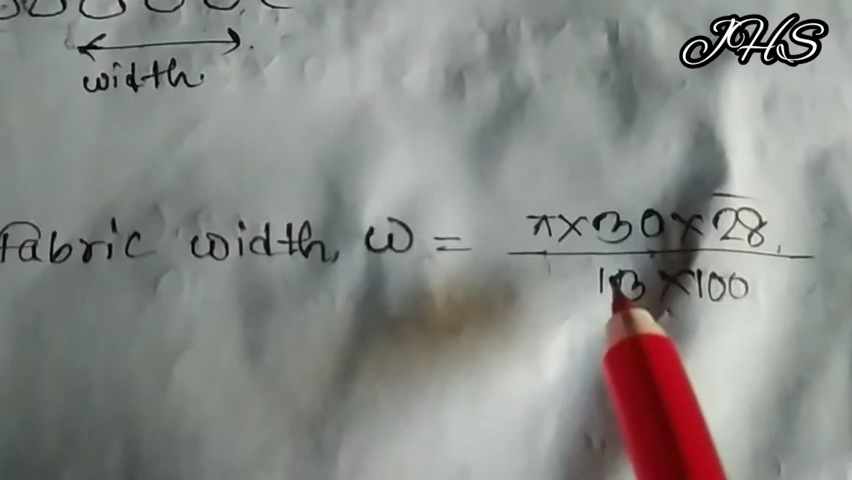 JHS
width.
Fabric width, W = π×30×28
13×100